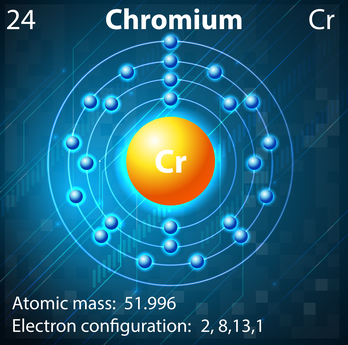 24 Chromium Cr
Cr
Atomic mass: 51.996
Electron configuration: 2, 8,13,1